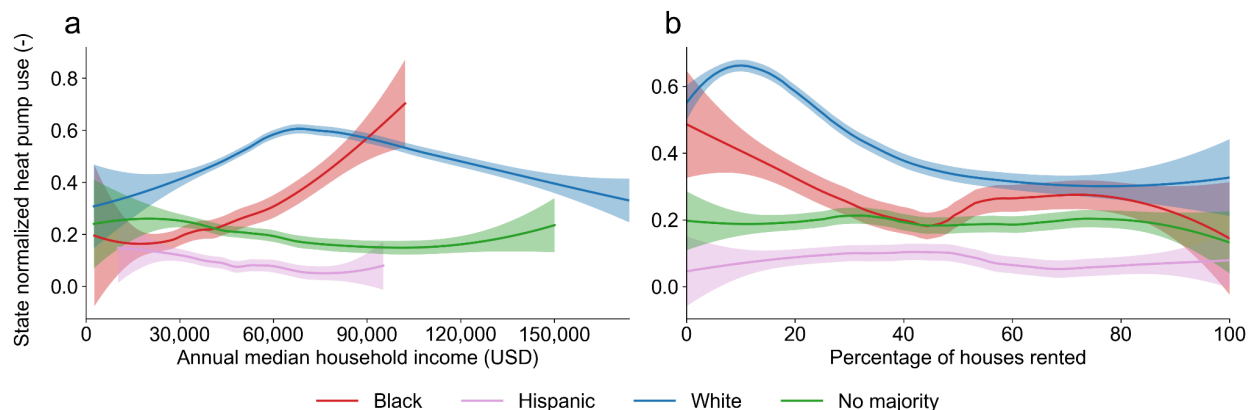 a
b
State normalized heat pump use (-)
0.8
0.6
0.4
0.2
0.0
0 30,000 60,000 90,000 120,000 150,000
Annual median household income (USD)
0.6
0.4
0.2
0.0
0 20 40 60 80 100
Percentage of houses rented
Black Hispanic White No majority